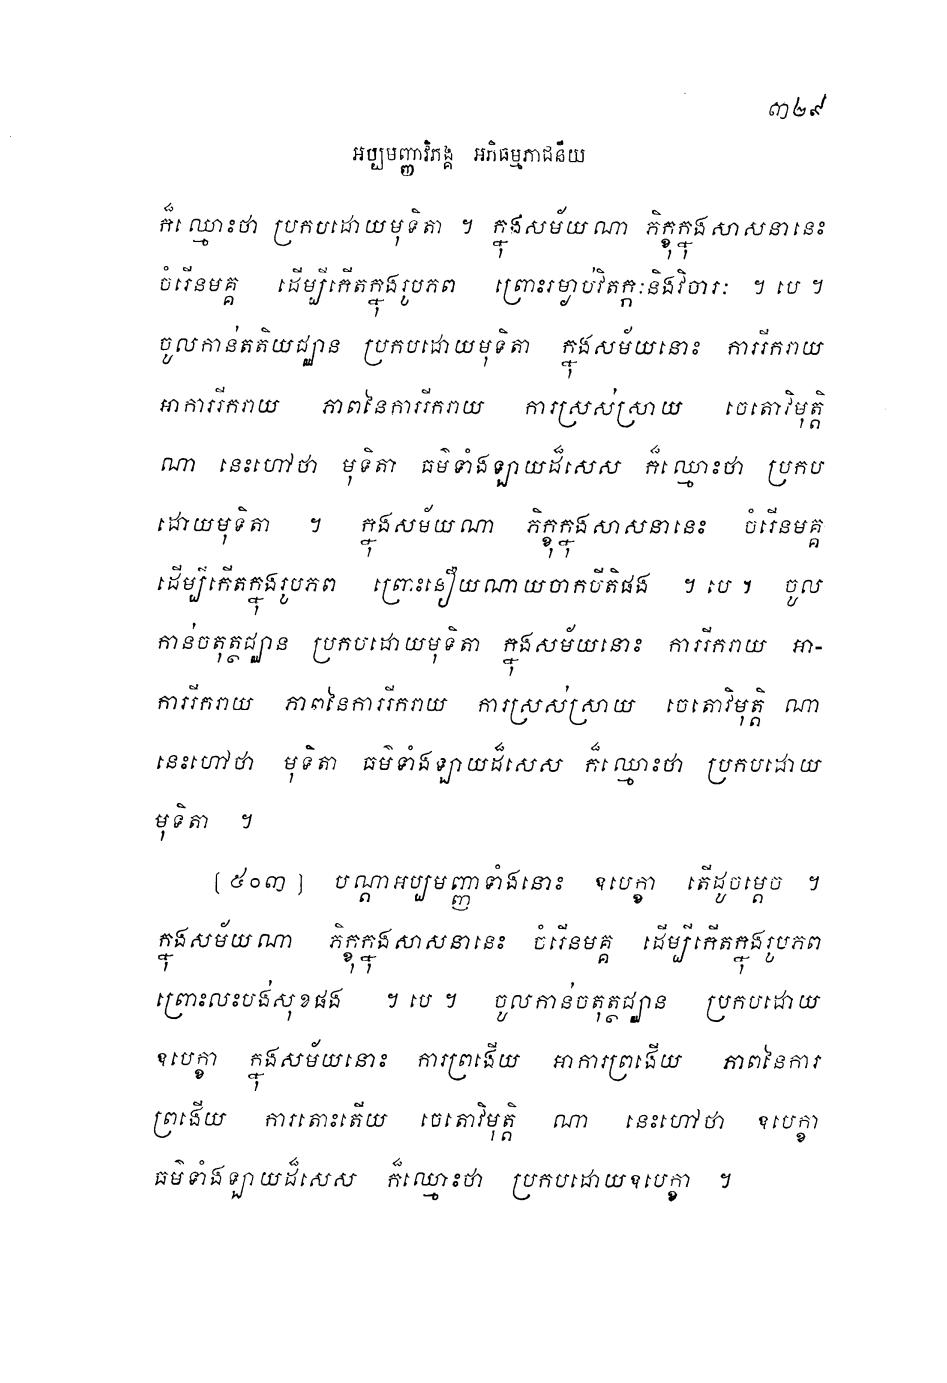 ៣២៩
អប្បមញ្ញាវិភង្គ អភិធម្មភាជនីយ
ក៏ឈ្មោះថា ប្រកបដោយមុទិតា ។ ក្នុងសម័យណា ភិក្ខុក្នុងសាសនានេះ
ចំរើនមគ្គ ដើម្បីកើតក្នុងរូបភព ព្រោះរម្ងាប់វិតក្កៈនិងវិចារៈ ។ បេ ។
ចូលកាន់តតិយជ្ឈាន ប្រកបដោយមុទិតា ក្នុងសម័យនោះ ការរីករាយ
អាការរីករាយ ភាពនៃការរីករាយ ការស្រស់ស្រាយ ចេតោវិមុត្តិ
ណា នេះហៅថា មុទិតា ធម៌ទាំងឡាយដ៏សេស ក៏ឈ្មោះថា ប្រកប
ដោយមុទិតា ។ ក្នុងសម័យណា ភិក្ខុក្នុងសាសនានេះ ចំរើនមគ្គ
ដើម្បីកើតក្នុងរូបភព ព្រោះនឿយណាយចាកបីតិផង ។ បេ ។ ចូល
កាន់ចតុត្ថជ្ឈាន ប្រកបដោយមុទិតា ក្នុងសម័យនោះ ការរីករាយ អា-
ការរីករាយ ភាពនៃការរីករាយ ការស្រស់ស្រាយ ចេតោវិមុត្តិ ណា
នេះហៅថា មុទិតា ធម៌ទាំងឡាយដ៏សេស ក៏ឈ្មោះថា ប្រកបដោយ
មុទិតា ។
[៥០៣] បណ្តាអប្បមញ្ញាទាំងនោះ ឧបេក្ខា តើដូចម្តេច ។
ក្នុងសម័យណា ភិក្ខុក្នុងសាសនានេះ ចំរើនមគ្គ ដើម្បីកើតក្នុងរូបភព
ព្រោះលះបង់សុខផង ។ បេ ។ ចូលកាន់ចតុត្ថជ្ឈាន ប្រកបដោយ
ឧបេក្ខា ក្នុងសម័យនោះ ការព្រងើយ អាការព្រងើយ ភាពនៃការ
ព្រងើយ ការតោះតើយ ចេតោវិមុត្តិ ណា នេះហៅថា ឧបេក្ខា
ធម៌ទាំងឡាយដ៏សេស ក៏ឈ្មោះថា ប្រកបដោយឧបេក្ខា ។